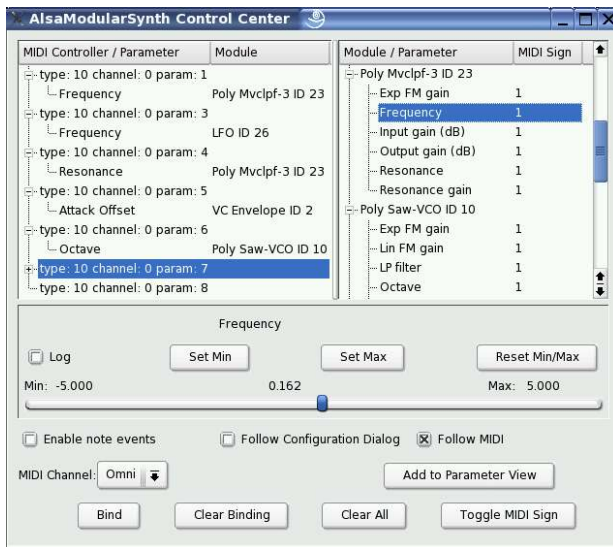 AlsaModularSynth Control Center
MIDI Controller / Parameter Module
type: 10 channel: 0 param: 1
Frequency Poly Mvclpf-3 ID 23
type: 10 channel: 0 param: 3
Frequency LFO ID 26
type: 10 channel: 0 param: 4
Resonance Poly Mvclpf-3 ID 23
type: 10 channel: 0 param: 5
Attack Offset VC Envelope ID 2
type: 10 channel: 0 param: 6
Octave Poly Saw-VCO ID 10
type: 10 channel: 0 param: 7
type: 10 channel: 0 param: 8
Module / Parameter MIDI Sign
Poly Mvclpf-3 ID 23
Exp FM gain 1
Frequency 1
Input gain (dB) 1
Output gain (dB) 1
Resonance 1
Resonance gain 1
Poly Saw-VCO ID 10
Exp FM gain 1
Lin FM gain 1
LP filter 1
Octave 1
Frequency
Log Set Min Set Max Reset Min/Max
Min: -5.000 0.162 Max: 5.000
Enable note events Follow Configuration Dialog Follow MIDI
MIDI Channel: Omni Add to Parameter View
Bind Clear Binding Clear All Toggle MIDI Sign